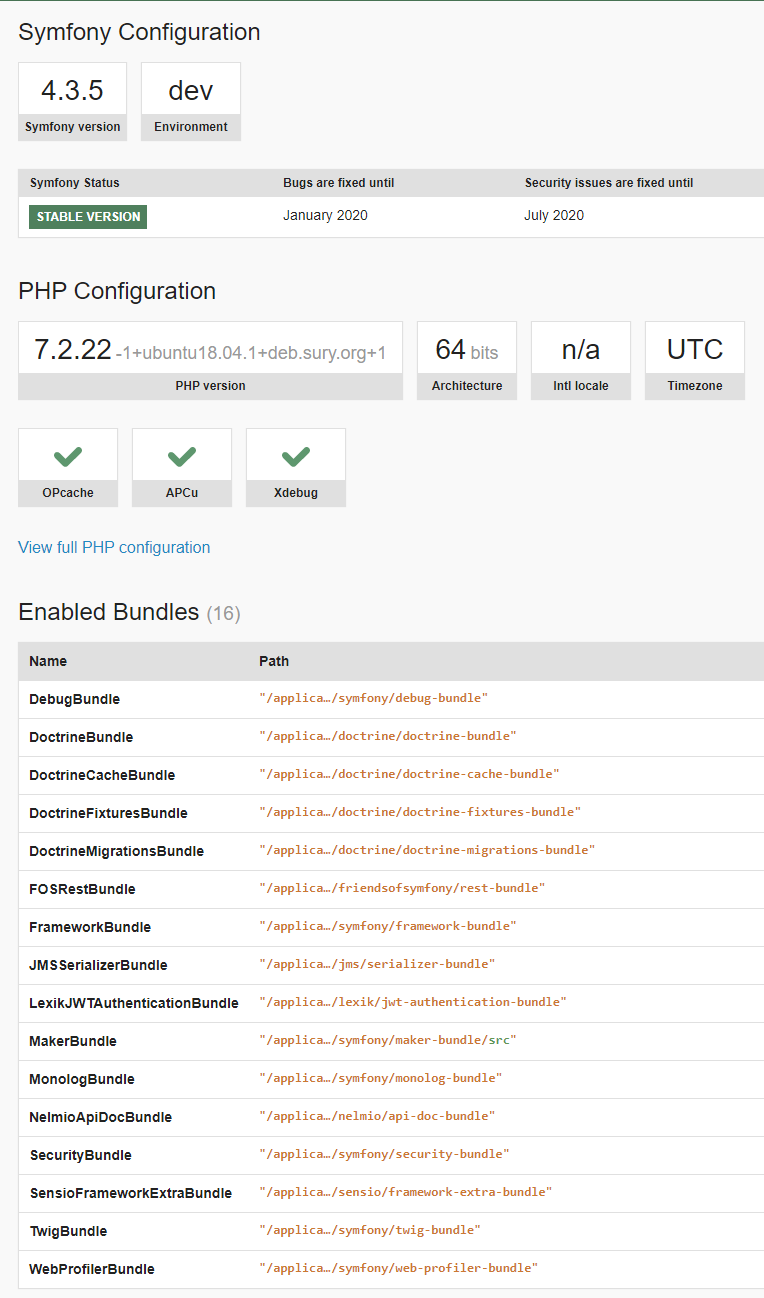 Symfony Configuration
4.3.5 dev
Symfony version Environment
Symfony Status Bugs are fixed until Security issues are fixed until
STABLE VERSION January 2020 July 2020
PHP Configuration
7.2.22 -1+ubuntu18.04.1+deb.sury.org+1 64 bits n/a UTC
PHP version Architecture Intl locale Timezone
OPcache APCu Xdebug
View full PHP configuration
Enabled Bundles (16)
Name Path
DebugBundle "/applica…/symfony/debug-bundle"
DoctrineBundle "/applica…/doctrine/doctrine-bundle"
DoctrineCacheBundle "/applica…/doctrine/doctrine-cache-bundle"
DoctrineFixturesBundle "/applica…/doctrine/doctrine-fixtures-bundle"
DoctrineMigrationsBundle "/applica…/doctrine/doctrine-migrations-bundle"
FOSRestBundle "/applica…/friendsofsymfony/rest-bundle"
FrameworkBundle "/applica…/symfony/framework-bundle"
JMSSerializerBundle "/applica…/jms/serializer-bundle"
LexikJWTAuthenticationBundle "/applica…/lexik/jwt-authentication-bundle"
MakerBundle "/applica…/symfony/maker-bundle/src"
MonologBundle "/applica…/symfony/monolog-bundle"
NelmioApiDocBundle "/applica…/nelmio/api-doc-bundle"
SecurityBundle "/applica…/symfony/security-bundle"
SensioFrameworkExtraBundle "/applica…/sensio/framework-extra-bundle"
TwigBundle "/applica…/symfony/twig-bundle"
WebProfilerBundle "/applica…/symfony/web-profiler-bundle"